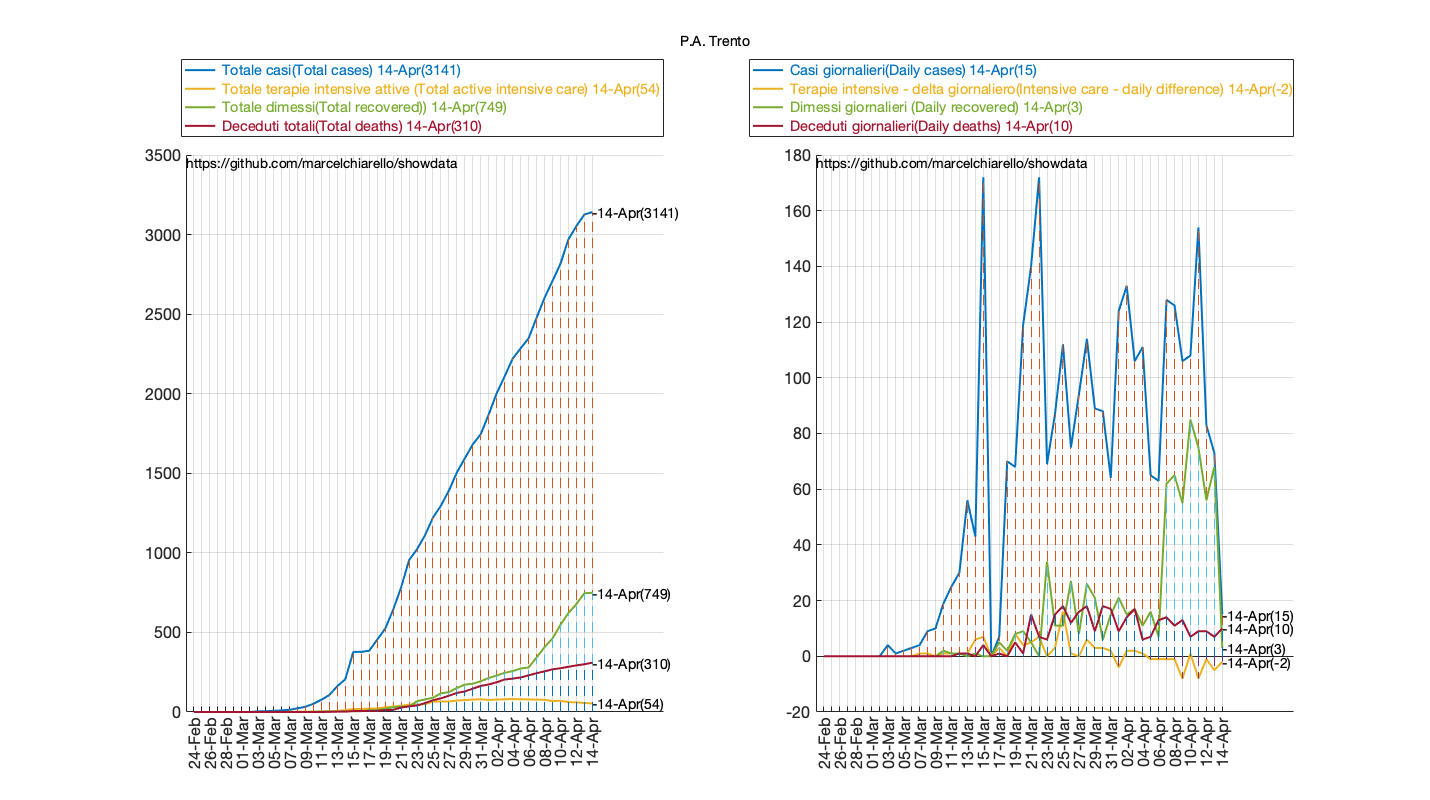 P.A. Trento
Totale casi(Total cases) 14-Apr(3141)
Totale terapie intensive attive (Total active intensive care) 14-Apr(54)
Totale dimessi(Total recovered)) 14-Apr(749)
Deceduti totali(Total deaths) 14-Apr(310)
https://github.com/marcelchiarello/showdata
3500
3000
2500
2000
1500
1000
500
0
14-Apr(3141)
14-Apr(749)
14-Apr(310)
14-Apr(54)
24-Feb
26-Feb
28-Feb
01-Mar
03-Mar
05-Mar
07-Mar
09-Mar
11-Mar
13-Mar
15-Mar
17-Mar
19-Mar
21-Mar
23-Mar
25-Mar
27-Mar
29-Mar
31-Mar
02-Apr
04-Apr
06-Apr
08-Apr
10-Apr
12-Apr
14-Apr
Casi giornalieri(Daily cases) 14-Apr(15)
Terapie intensive - delta giornaliero(Intensive care - daily difference) 14-Apr(-2)
Dimessi giornalieri (Daily recovered) 14-Apr(3)
Deceduti giornalieri(Daily deaths) 14-Apr(10)
https://github.com/marcelchiarello/showdata
180
160
140
120
100
80
60
40
20
0
-20
14-Apr(15)
14-Apr(10)
14-Apr(3)
14-Apr(-2)
24-Feb
26-Feb
28-Feb
01-Mar
03-Mar
05-Mar
07-Mar
09-Mar
11-Mar
13-Mar
15-Mar
17-Mar
19-Mar
21-Mar
23-Mar
25-Mar
27-Mar
29-Mar
31-Mar
02-Apr
04-Apr
06-Apr
08-Apr
10-Apr
12-Apr
14-Apr